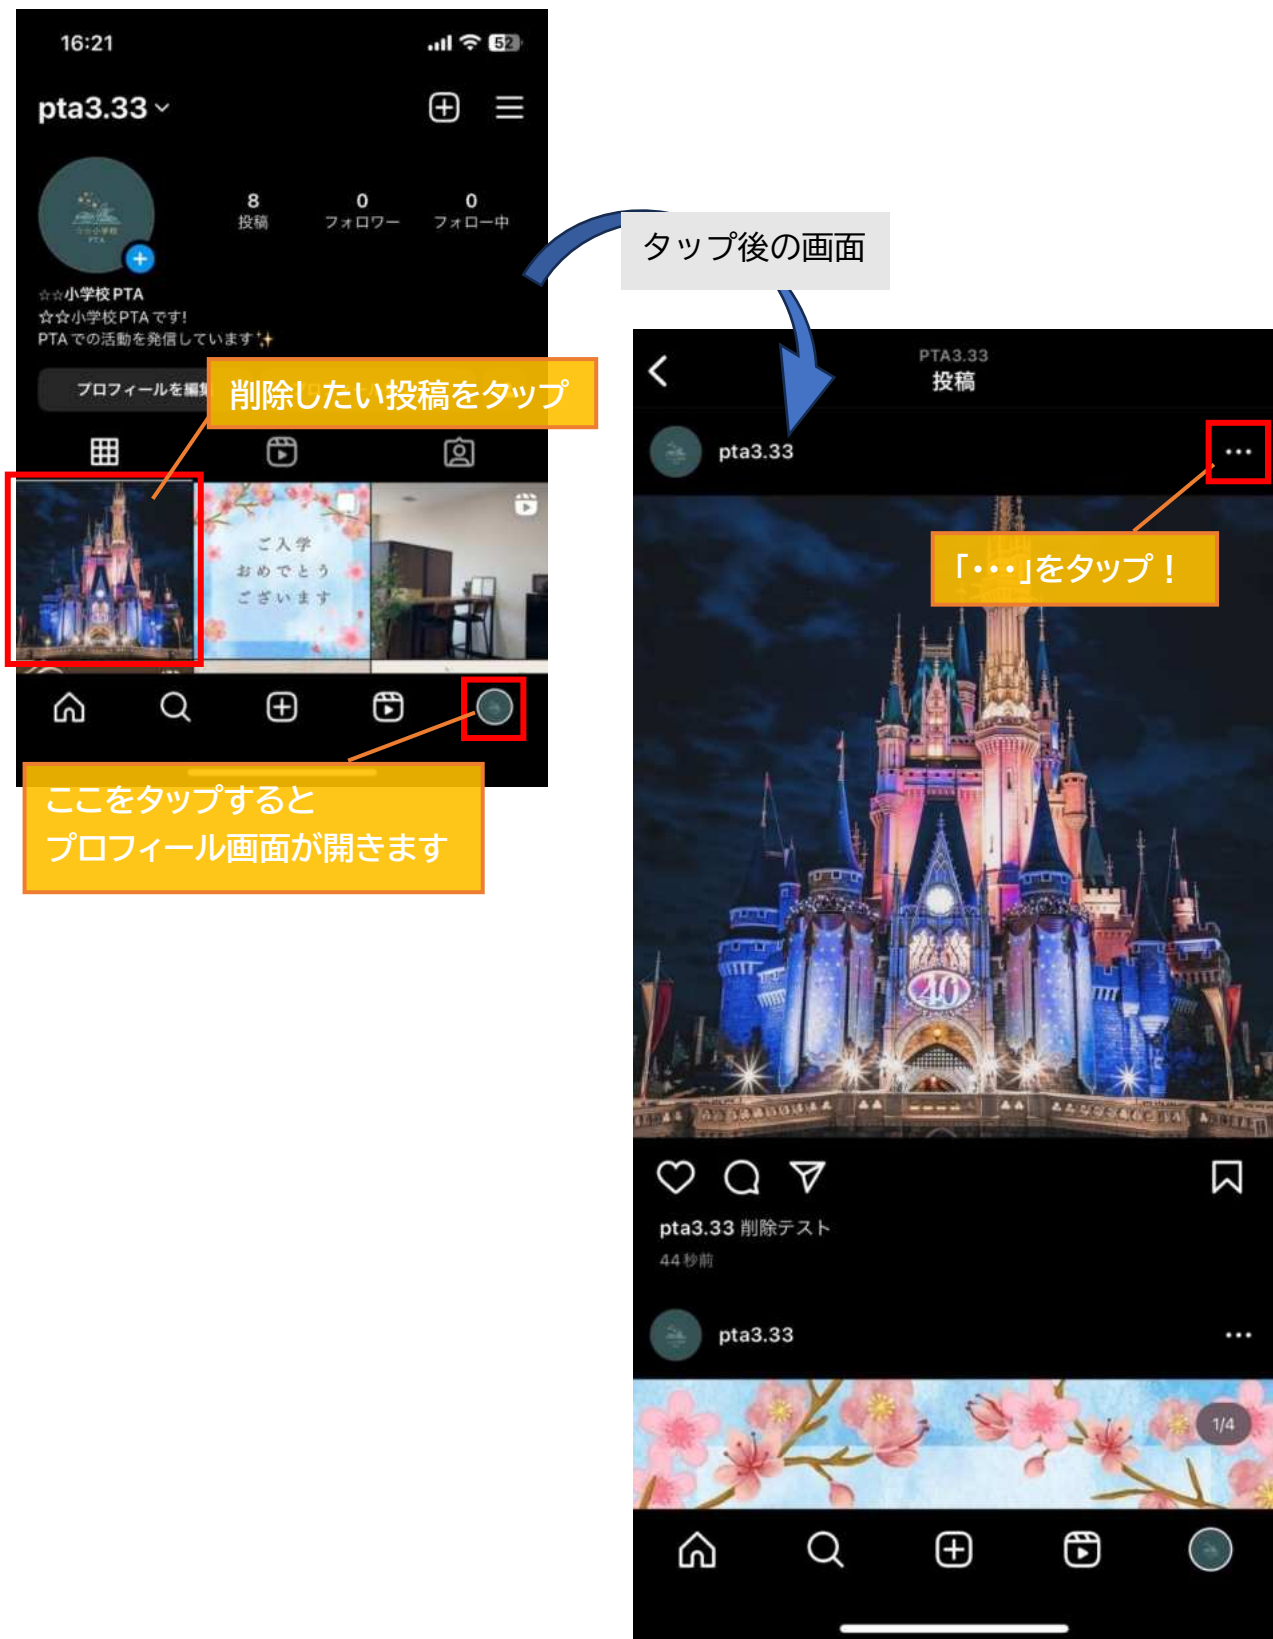 16:21
52
pta3.33
8
投稿
0
フォロワー
0
フォロー中
☆☆小学校
PTA
☆☆小学校PTA
☆☆小学校PTAです!
PTAでの活動を発信しています✨
プロフィールを編集
削除したい投稿をタップ
ご入学
おめでとう
ございます
ここをタップすると
プロフィール画面が開きます
タップ後の画面
PTA3.33
投稿
pta3.33
「・・・」をタップ！
40
pta3.33 削除テスト
44秒前
pta3.33
1/4